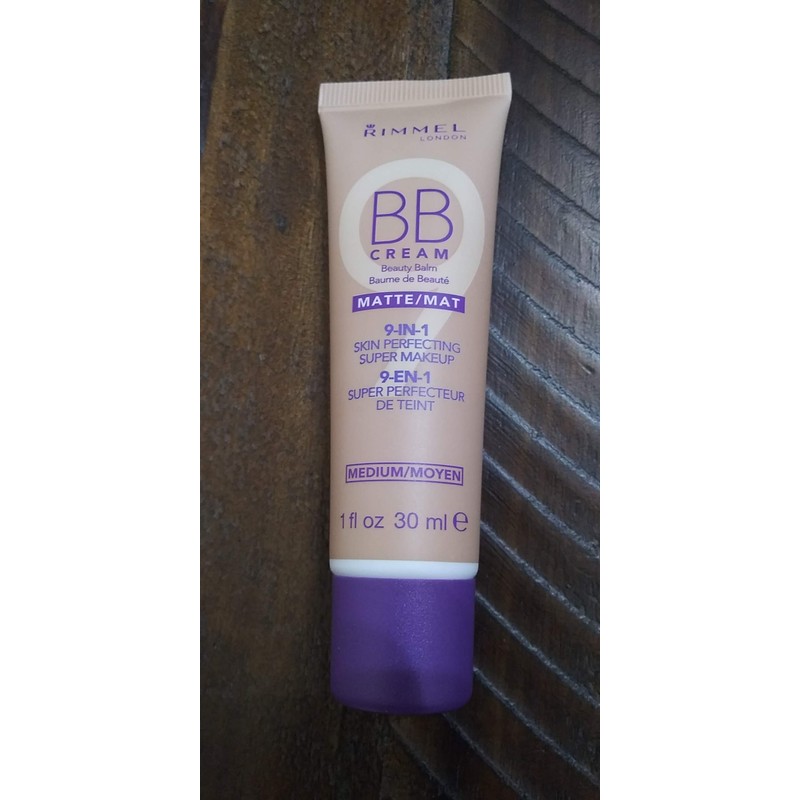 RIMMEL
LONDON
9
BB
CREAM
Beauty Balm
Baume de Beauté
MATTE/MAT
9-IN-1
SKIN PERFECTING
SUPER MAKEUP
9-EN-1
SUPER PERFECTEUR
DE TEINT
MEDIUM/MOYEN
1 fl oz 30 ml ℮